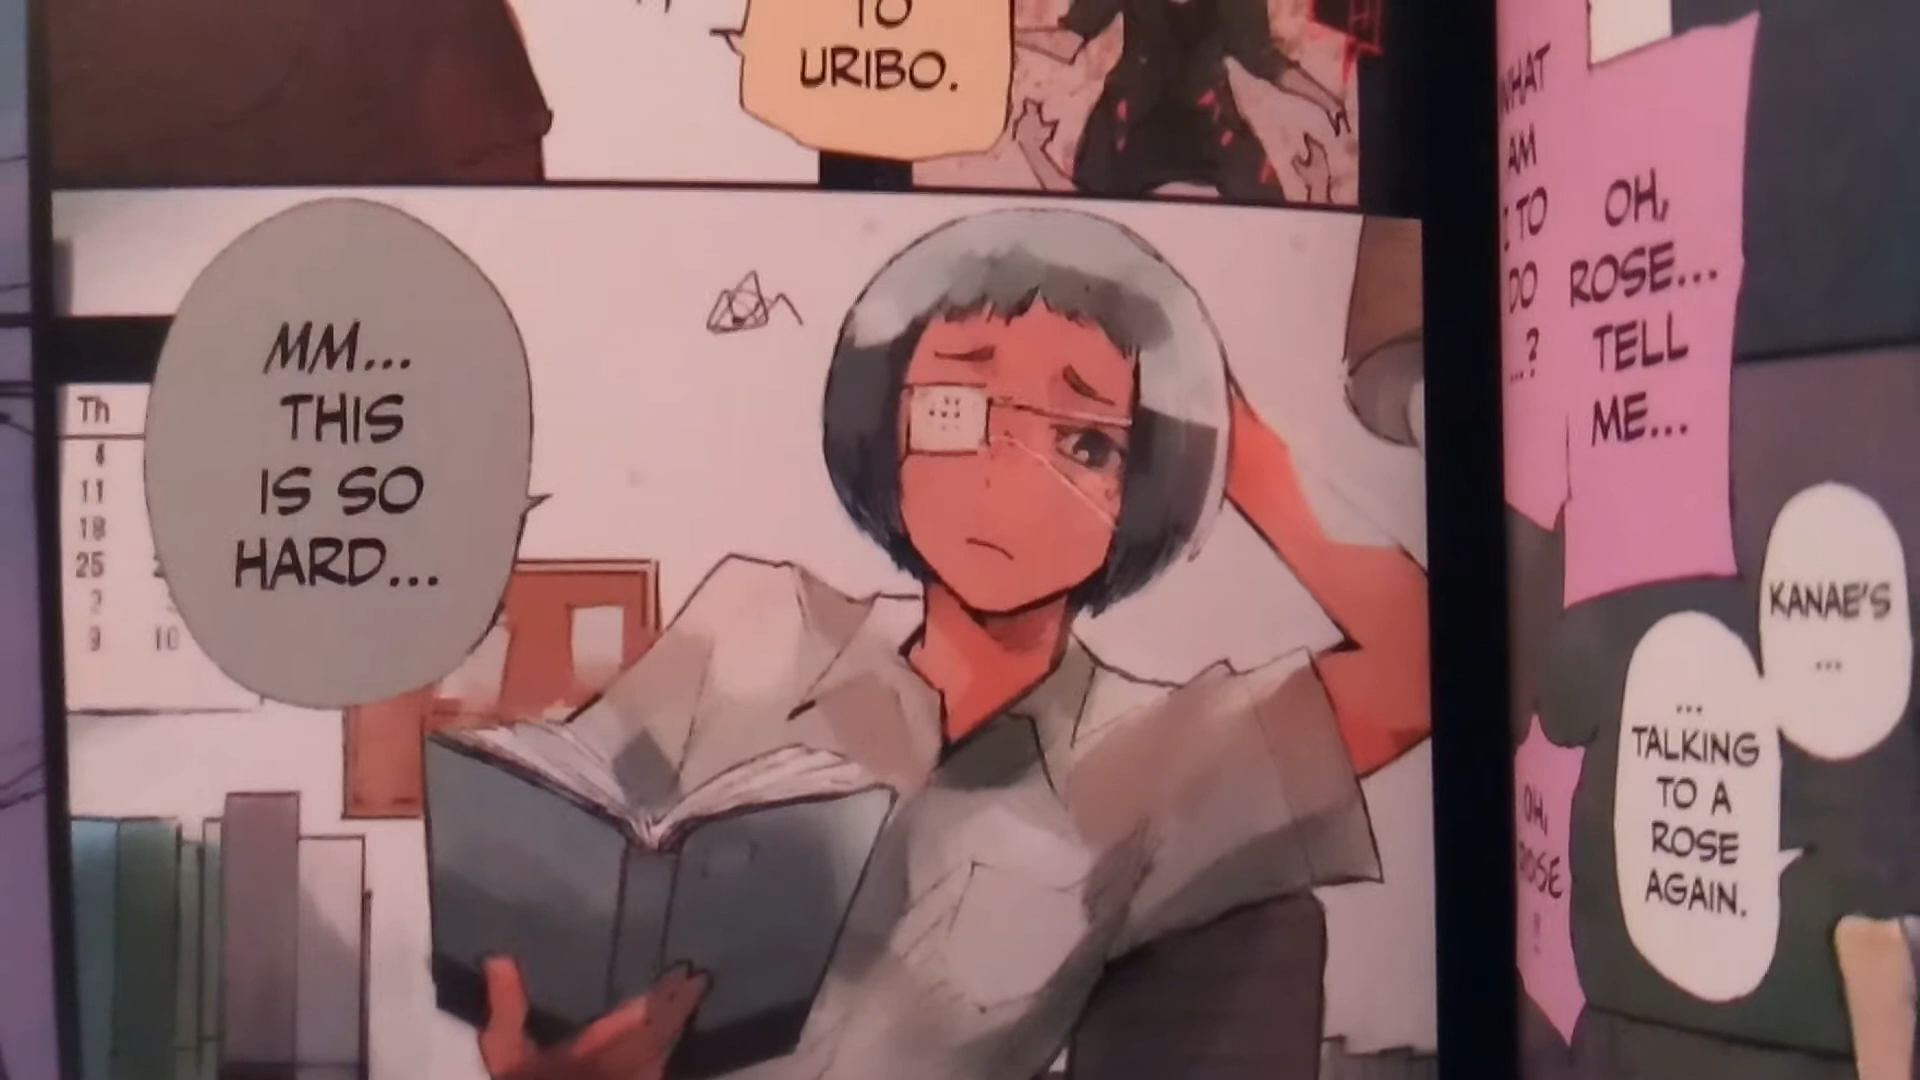 TO
URIBO.
MM...
THIS
IS SO
HARD...
Th
4
11
18
25
2
9
10
OH,
ROSE...
TELL
ME...
WHAT
AM
I TO
DO
...?
KANAE'S
...
...
TALKING
TO A
ROSE
AGAIN.
OH,
ROSE
!